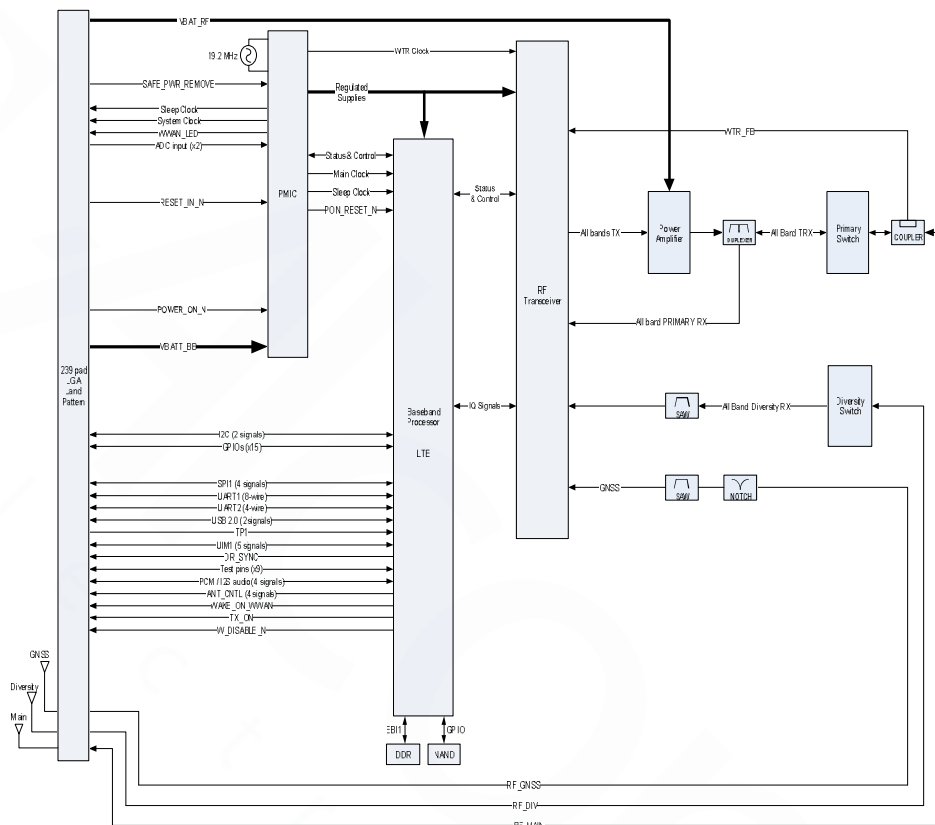 VBAT_RF
19.2 MHz
WTR Clock
SAFE_PWR_REMOVE
Regulated
Supplies
Sleep Clock
System Clock
WWAN_LED
ADC input (x2)
WTR_FB
Status & Control
Main Clock
Sleep Clock
PON_RESET_N
PMIC
Status
& Control
RESET_IN_N
All bands TX
Power
Amplifier
DUPLEXER
All Band TRX
Primary
Switch
COUPLER
RF
Transceiver
POWER_ON_N
All band PRIMARY RX
VBATT_BB
239 pad
LGA
Land
Pattern
Baseband
Processor
LTE
IQ Signals
SAW
All Band Diversity RX
Diversity
Switch
I2C (2 signals)
GPIOs (x15)
SPI1 (4 signals)
UART1 (8-wire)
UART2 (4-wire)
USB 2.0 (2signals)
TP1
UIM1 (5 signals)
DR_SYNC
Test pins (x9)
PCM / I2S audio(4 signals)
ANT_CNTL (4 signals)
WAKE_ON_WWAN
TX_ON
W_DISABLE_N
GNSS
SAW
NOTCH
GNSS
Diversity
Main
EBI1
GPIO
DDR
NAND
RF_GNSS
RF_DIV
RF_MAIN